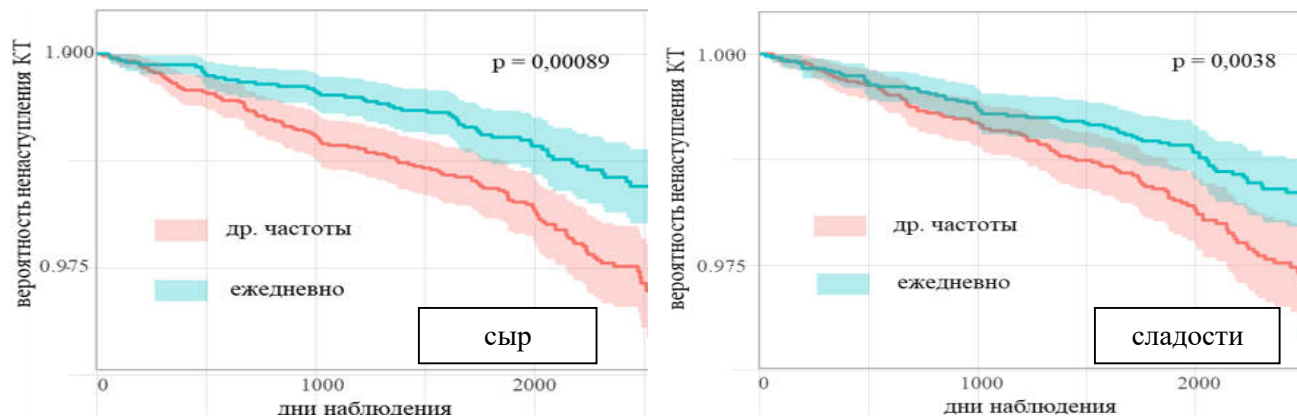 вероятность ненаступления КТ
1.000
0.975
p = 0,00089
др. частоты
ежедневно
сыр
0
1000
2000
дни наблюдения
вероятность ненаступления КТ
1.000
0.975
p = 0,0038
др. частоты
ежедневно
сладости
0
1000
2000
дни наблюдения